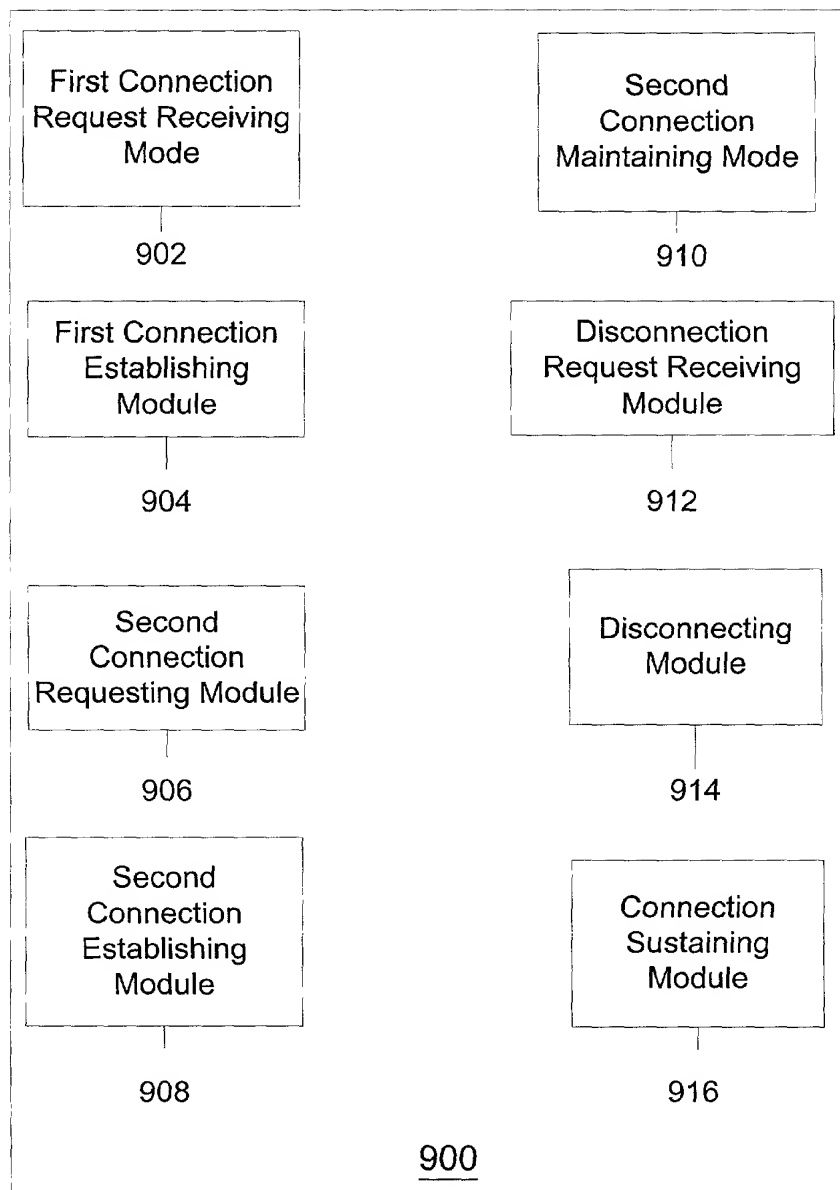 First Connection
Request Receiving
Mode
902
First Connection
Establishing
Module
904
Second
Connection
Requesting Module
906
Second
Connection
Establishing
Module
908
Second
Connection
Maintaining Mode
910
Disconnection
Request Receiving
Module
912
Disconnecting
Module
914
Connection
Sustaining
Module
916
900